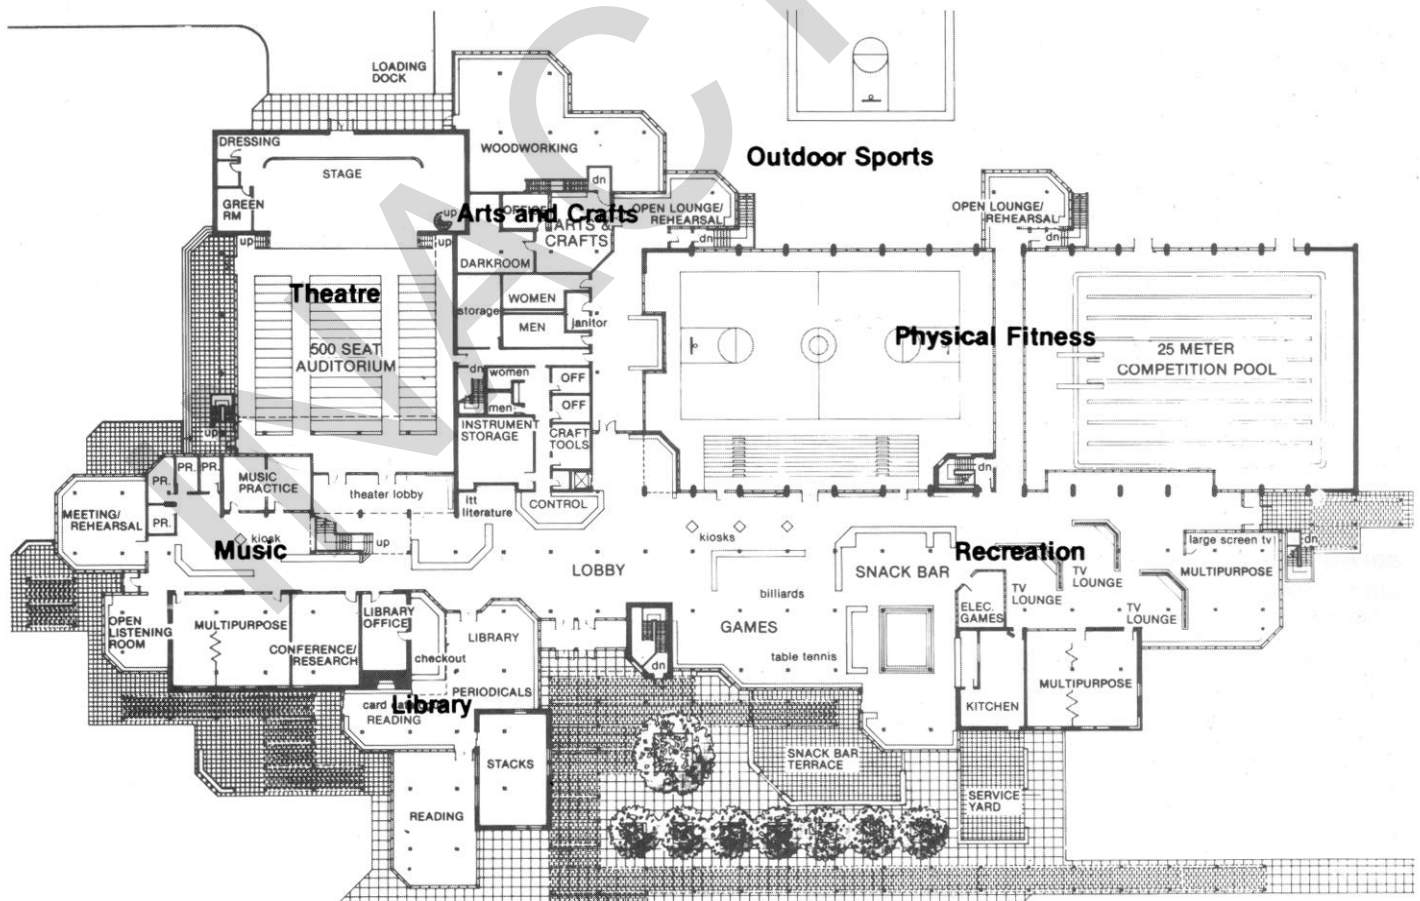 LOADING
DOCK
DRESSING
STAGE
WOODWORKING
dn
Outdoor Sports
GREEN
RM
up
up
up
OFFICE
Arts and Crafts
ARTS &
CRAFTS
OPEN LOUNGE/
REHEARSAL
dn
OPEN LOUNGE/
REHEARSAL
dn
DARKROOM
Theatre
storage
WOMEN
MEN
janitor
500 SEAT
AUDITORIUM
Physical Fitness
25 METER
COMPETITION POOL
dn
women
men
OFF
OFF
up
INSTRUMENT
STORAGE
CRAFT
TOOLS
PR.
PR.
PR.
PR.
MUSIC
PRACTICE
theater lobby
ltt
literature
CONTROL
dn
MEETING/
REHEARSAL
kiosk
Music
up
kiosks
LOBBY
SNACK BAR
Recreation
large screen tv
dn
MULTIPURPOSE
TV
LOUNGE
TV
LOUNGE
TV
LOUNGE
ELEC.
GAMES
billiards
GAMES
table tennis
OPEN
LISTENING
ROOM
MULTIPURPOSE
CONFERENCE/
RESEARCH
LIBRARY
OFFICE
LIBRARY
checkout
PERIODICALS
dn
card
Library
READING
STACKS
READING
KITCHEN
MULTIPURPOSE
SNACK BAR
TERRACE
SERVICE
YARD